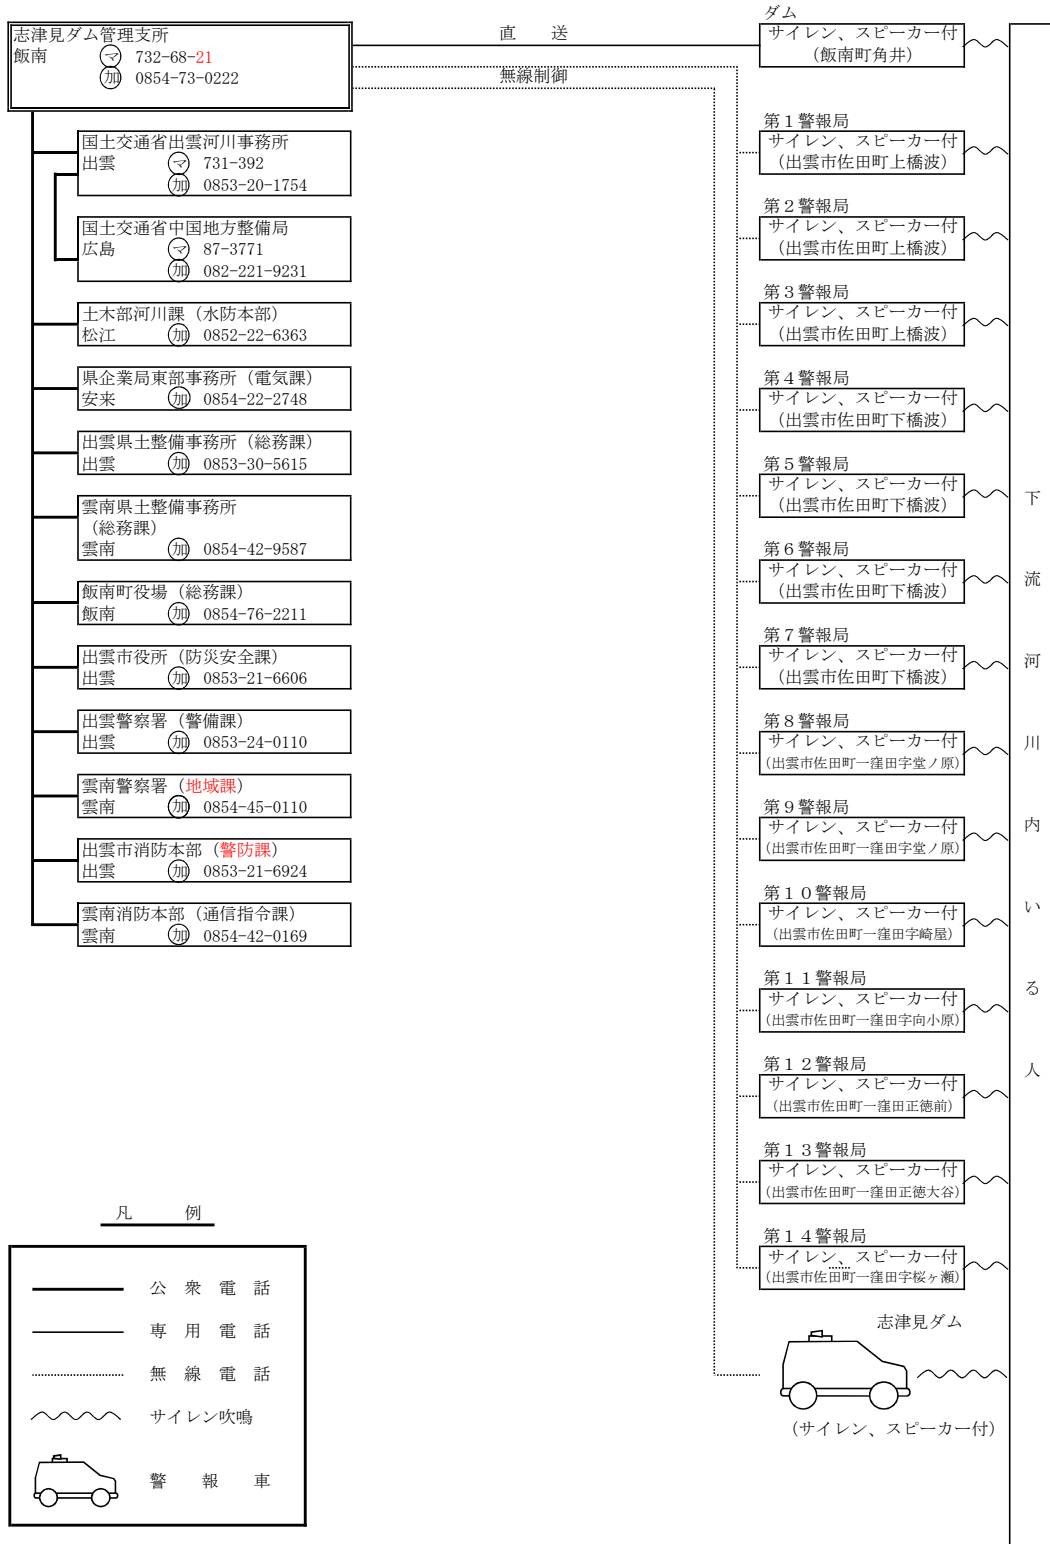 志津見ダム管理支所
飯南 マ 732-68-21
加 0854-73-0222
直 送
無線制御
国土交通省出雲河川事務所
出雲 マ 731-392
加 0853-20-1754
国土交通省中国地方整備局
広島 マ 87-3771
加 082-221-9231
土木部河川課（水防本部）
松江 加 0852-22-6363
県企業局東部事務所（電気課）
安来 加 0854-22-2748
出雲県土整備事務所（総務課）
出雲 加 0853-30-5615
雲南県土整備事務所
（総務課）
雲南 加 0854-42-9587
飯南町役場（総務課）
飯南 加 0854-76-2211
出雲市役所（防災安全課）
出雲 加 0853-21-6606
出雲警察署（警備課）
出雲 加 0853-24-0110
雲南警察署（地域課）
雲南 加 0854-45-0110
出雲市消防本部（警防課）
出雲 加 0853-21-6924
雲南消防本部（通信指令課）
雲南 加 0854-42-0169
ダム
サイレン、スピーカー付
（飯南町角井）
第１警報局
サイレン、スピーカー付
（出雲市佐田町上橋波）
第２警報局
サイレン、スピーカー付
（出雲市佐田町上橋波）
第３警報局
サイレン、スピーカー付
（出雲市佐田町上橋波）
第４警報局
サイレン、スピーカー付
（出雲市佐田町下橋波）
第５警報局
サイレン、スピーカー付
（出雲市佐田町下橋波）
第６警報局
サイレン、スピーカー付
（出雲市佐田町下橋波）
第７警報局
サイレン、スピーカー付
（出雲市佐田町下橋波）
第８警報局
サイレン、スピーカー付
（出雲市佐田町一窪田字堂ノ原）
第９警報局
サイレン、スピーカー付
（出雲市佐田町一窪田字堂ノ原）
第１０警報局
サイレン、スピーカー付
（出雲市佐田町一窪田字崎屋）
第１１警報局
サイレン、スピーカー付
（出雲市佐田町一窪田字向小原）
第１２警報局
サイレン、スピーカー付
（出雲市佐田町一窪田正徳前）
第１３警報局
サイレン、スピーカー付
（出雲市佐田町一窪田正徳大谷）
第１４警報局
サイレン、スピーカー付
（出雲市佐田町一窪田字桜ヶ瀬）
志津見ダム
（サイレン、スピーカー付）
下流河川内いる人
凡 例
公衆電話
専用電話
無線電話
サイレン吹鳴
警報車